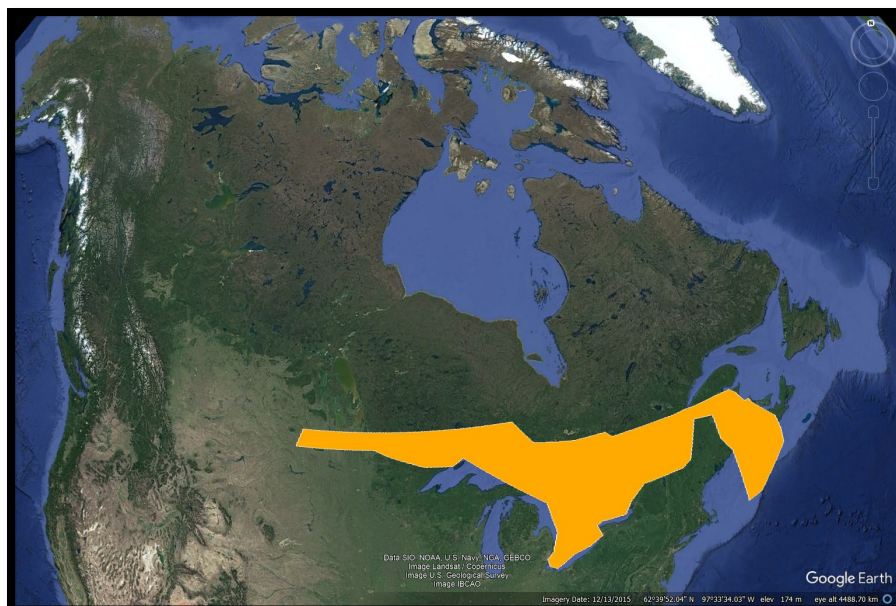 N
Data SIO, NOAA, U.S. Navy, NGA, GEBCO
Image Landsat / Copernicus
Image U.S. Geological Survey
Image IBCAO
Google Earth
Imagery Date: 12/13/2015 62°39'52.04" N 97°33'34.03" W elev 174 m eye alt 4488.70 km